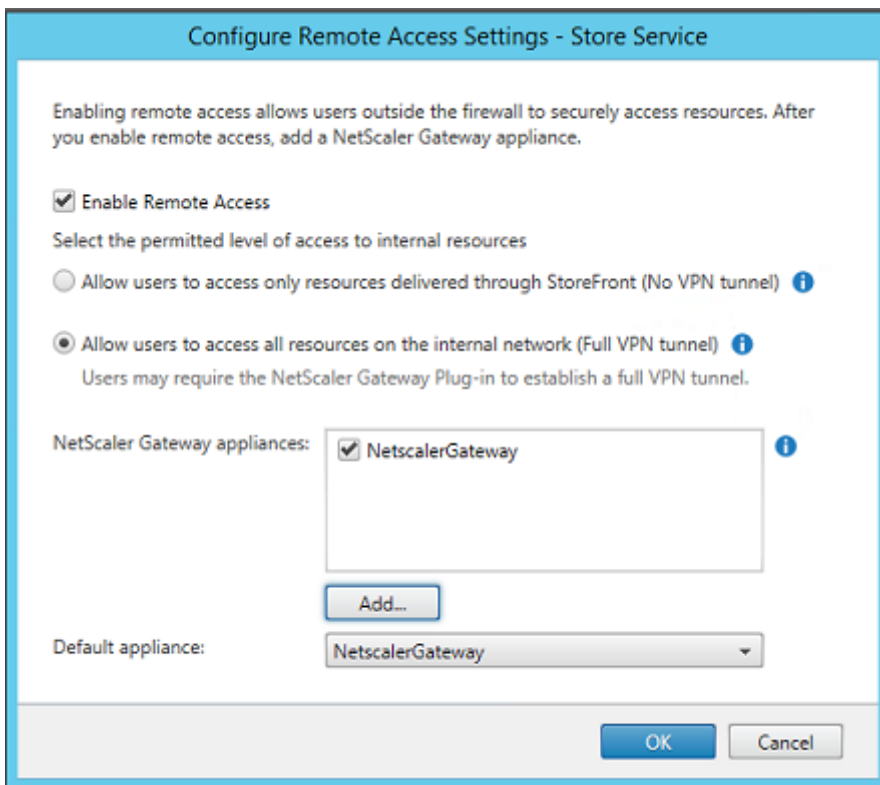 Configure Remote Access Settings - Store Service
Enabling remote access allows users outside the firewall to securely access resources. After
you enable remote access, add a NetScaler Gateway appliance.
Enable Remote Access
Select the permitted level of access to internal resources
Allow users to access only resources delivered through StoreFront (No VPN tunnel)
Allow users to access all resources on the internal network (Full VPN tunnel)
Users may require the NetScaler Gateway Plug-in to establish a full VPN tunnel.
NetScaler Gateway appliances:
NetscalerGateway
Add...
Default appliance:
NetscalerGateway
OK
Cancel